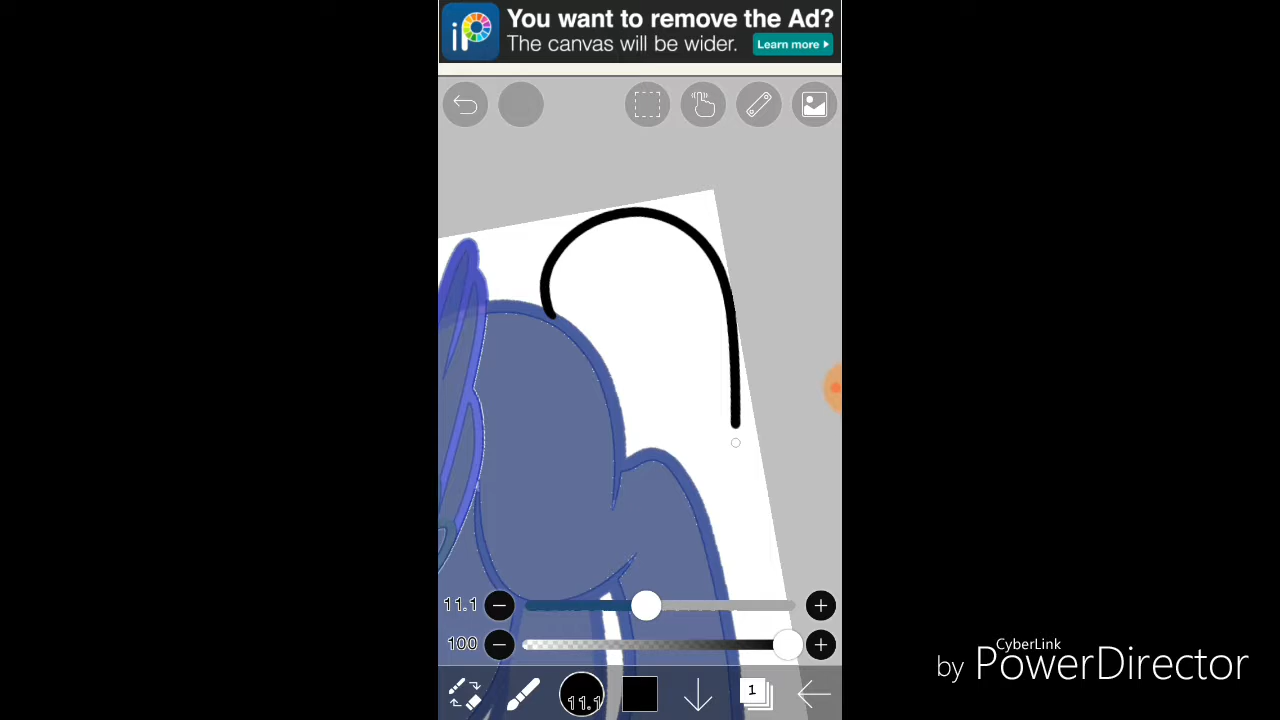 iP
You want to remove the Ad?
The canvas will be wider.
Learn more
11.1
100
11.1
1
CyberLink
by PowerDirector